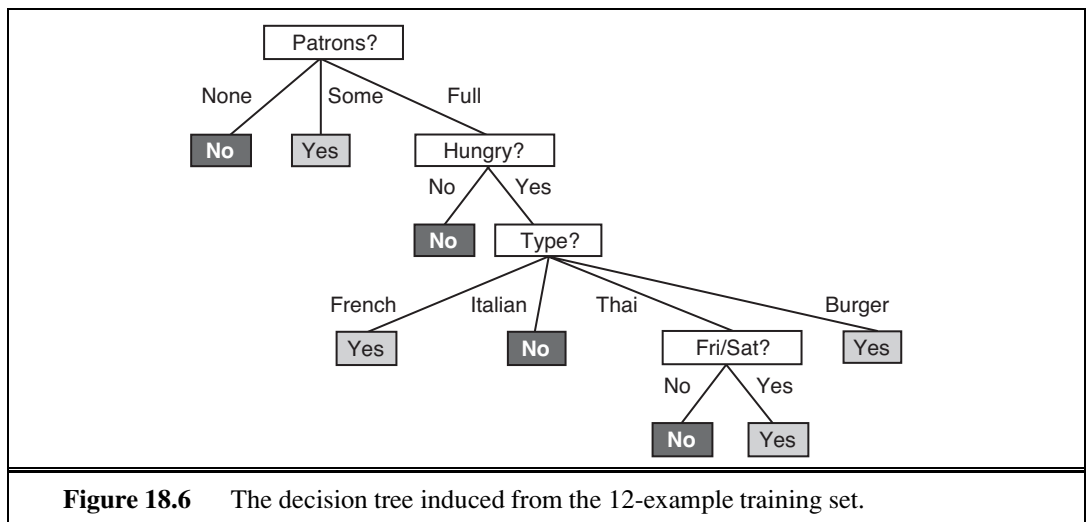 Patrons?
None Some Full
No Yes Hungry?
No Yes
No Type?
French Italian Thai Burger
Yes No Fri/Sat? Yes
No Yes
No Yes
Figure 18.6 The decision tree induced from the 12-example training set.